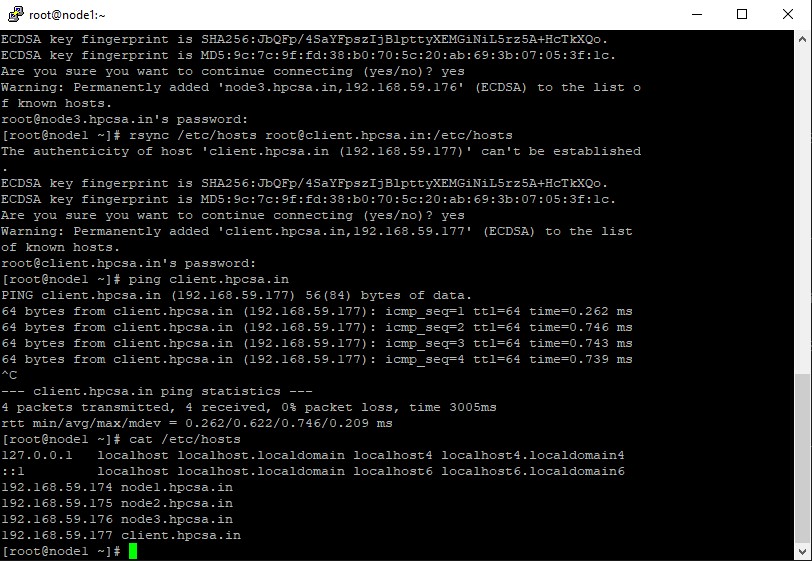 root@node1:~
ECDSA key fingerprint is SHA256:JbQFp/4SaYFpszIjBlpttyXEMGiNiL5rz5A+HcTkXQo.
ECDSA key fingerprint is MD5:9c:7c:9f:fd:38:b0:70:5c:20:ab:69:3b:07:05:3f:1c.
Are you sure you want to continue connecting (yes/no)? yes
Warning: Permanently added 'node3.hpcsa.in,192.168.59.176' (ECDSA) to the list o
f known hosts.
root@node3.hpcsa.in's password:
[root@node1 ~]# rsync /etc/hosts root@client.hpcsa.in:/etc/hosts
The authenticity of host 'client.hpcsa.in (192.168.59.177)' can't be established
.
ECDSA key fingerprint is SHA256:JbQFp/4SaYFpszIjBlpttyXEMGiNiL5rz5A+HcTkXQo.
ECDSA key fingerprint is MD5:9c:7c:9f:fd:38:b0:70:5c:20:ab:69:3b:07:05:3f:1c.
Are you sure you want to continue connecting (yes/no)? yes
Warning: Permanently added 'client.hpcsa.in,192.168.59.177' (ECDSA) to the list
of known hosts.
root@client.hpcsa.in's password:
[root@node1 ~]# ping client.hpcsa.in
PING client.hpcsa.in (192.168.59.177) 56(84) bytes of data.
64 bytes from client.hpcsa.in (192.168.59.177): icmp_seq=1 ttl=64 time=0.262 ms
64 bytes from client.hpcsa.in (192.168.59.177): icmp_seq=2 ttl=64 time=0.746 ms
64 bytes from client.hpcsa.in (192.168.59.177): icmp_seq=3 ttl=64 time=0.743 ms
64 bytes from client.hpcsa.in (192.168.59.177): icmp_seq=4 ttl=64 time=0.739 ms
^C
--- client.hpcsa.in ping statistics ---
4 packets transmitted, 4 received, 0% packet loss, time 3005ms
rtt min/avg/max/mdev = 0.262/0.622/0.746/0.209 ms
[root@node1 ~]# cat /etc/hosts
127.0.0.1   localhost localhost.localdomain localhost4 localhost4.localdomain4
::1         localhost localhost.localdomain localhost6 localhost6.localdomain6
192.168.59.174 node1.hpcsa.in
192.168.59.175 node2.hpcsa.in
192.168.59.176 node3.hpcsa.in
192.168.59.177 client.hpcsa.in
[root@node1 ~]#